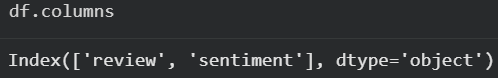 df.columns
Index(['review', 'sentiment'], dtype='object')